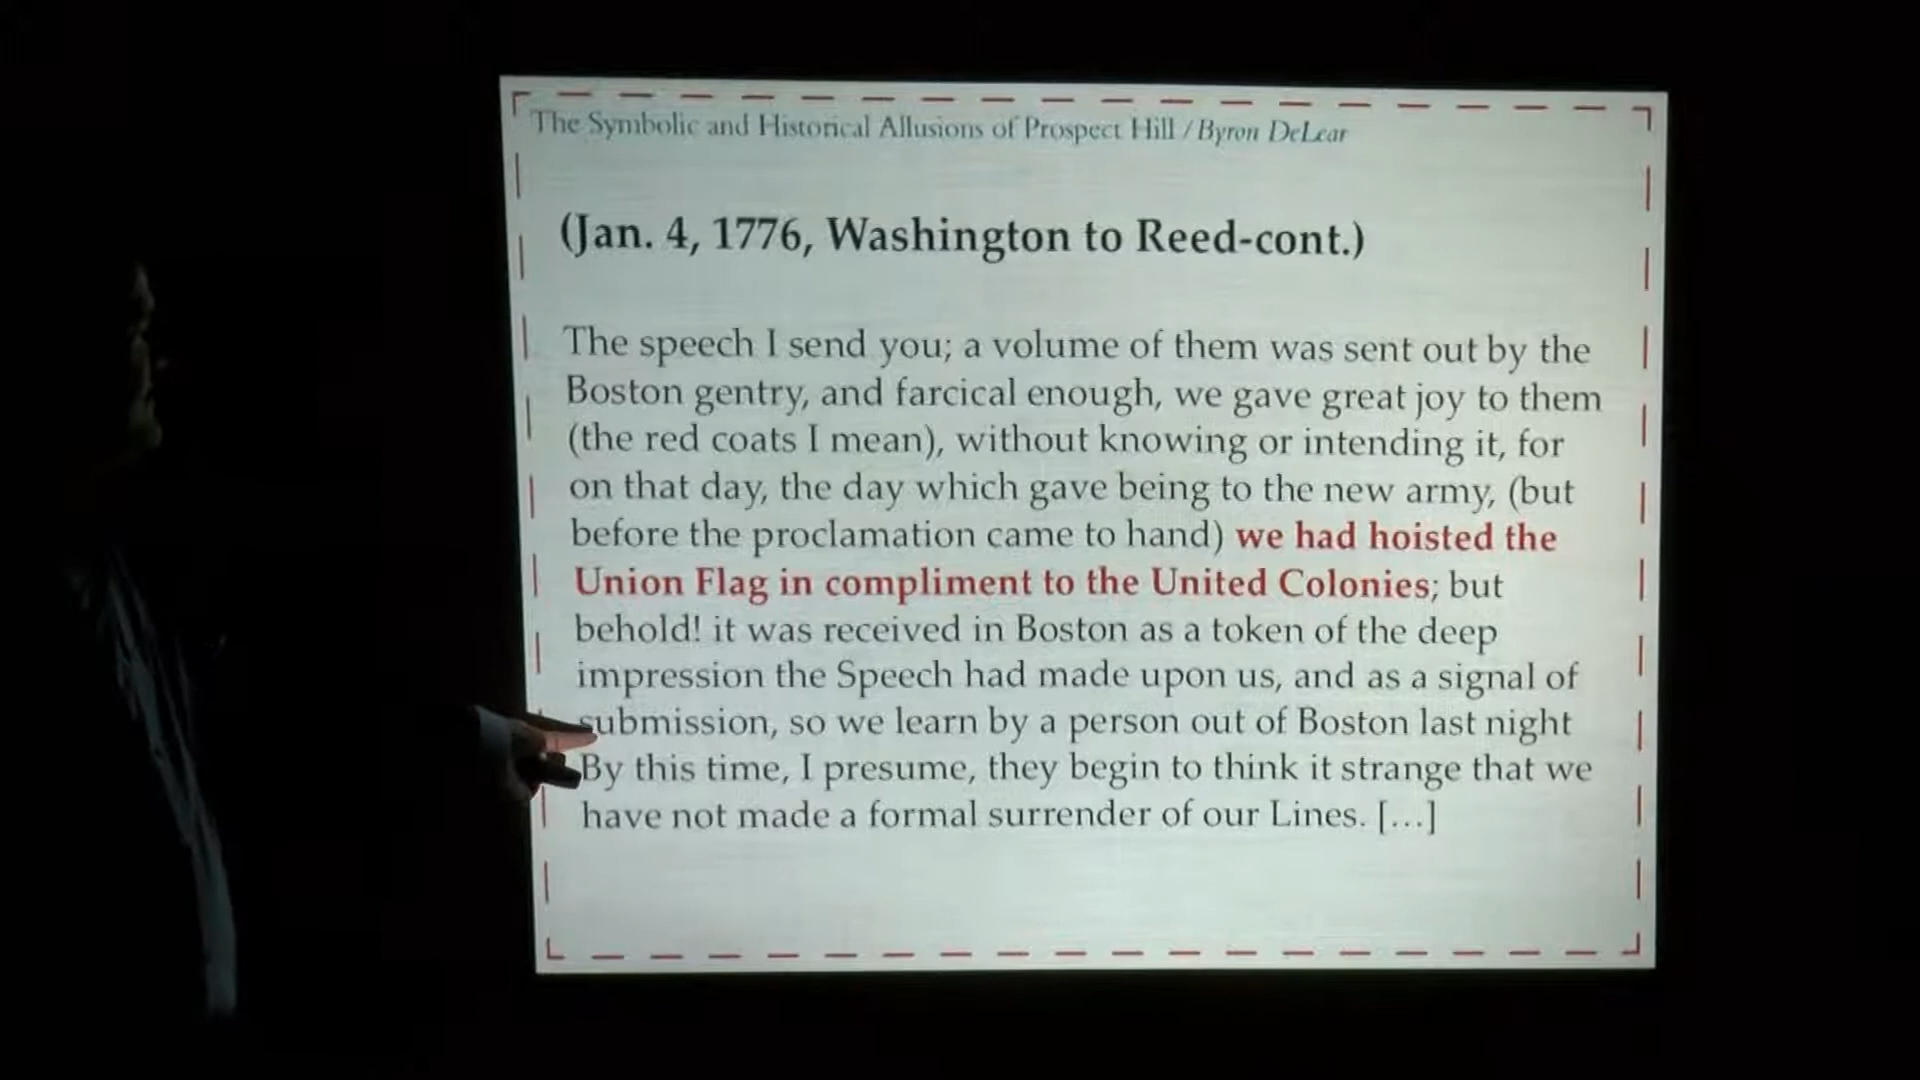 The Symbolic and Historical Allusions of Prospect Hill / Byron DeLear
(Jan. 4, 1776, Washington to Reed-cont.)
The speech I send you; a volume of them was sent out by the
Boston gentry, and farcical enough, we gave great joy to them
(the red coats I mean), without knowing or intending it, for
on that day, the day which gave being to the new army, (but
before the proclamation came to hand) we had hoisted the
Union Flag in compliment to the United Colonies; but
behold! it was received in Boston as a token of the deep
impression the Speech had made upon us, and as a signal of
submission, so we learn by a person out of Boston last night
By this time, I presume, they begin to think it strange that we
have not made a formal surrender of our Lines. [...]